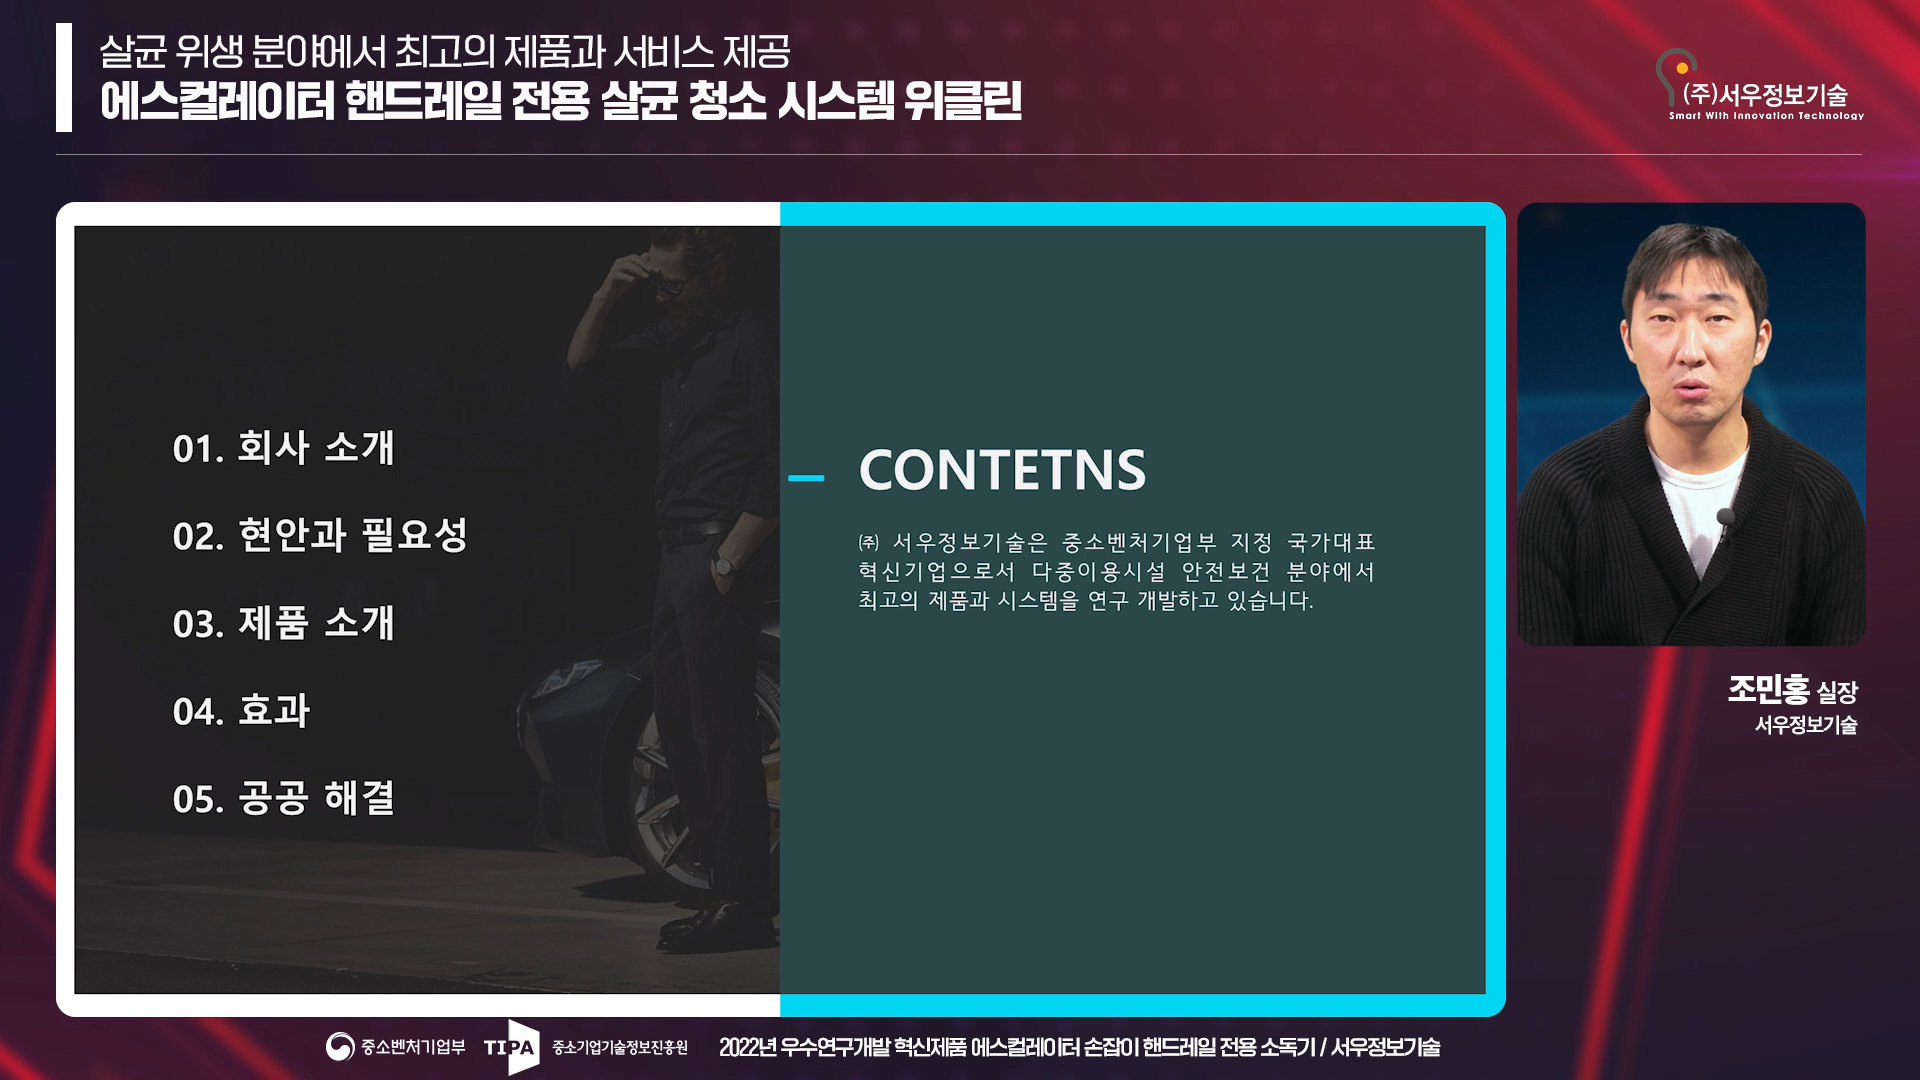 살균 위생 분야에서 최고의 제품과 서비스 제공
에스컬레이터 핸드레일 전용 살균 청소 시스템 위클린
(주)서우정보기술
Smart With Innovation Technology
01. 회사 소개
02. 현안과 필요성
03. 제품 소개
04. 효과
05. 공공 해결
CONTETNS
㈜ 서우정보기술은 중소벤처기업부 지정 국가대표
혁신기업으로서 다중이용시설 안전보건 분야에서
최고의 제품과 시스템을 연구 개발하고 있습니다.
조민홍 실장
서우정보기술
중소벤처기업부 TIPA 중소기업기술정보진흥원 2022년 우수연구개발 혁신제품 에스컬레이터 손잡이 핸드레일 전용 소독기 / 서우정보기술